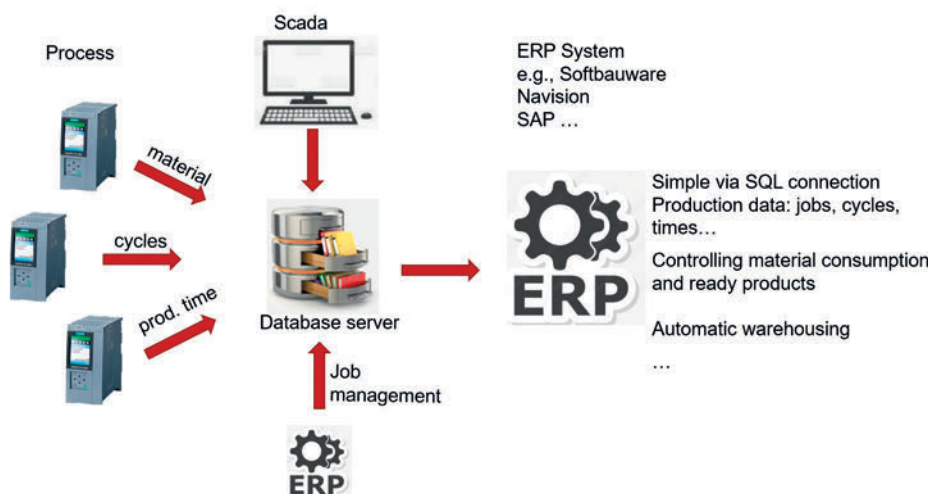 Scada
Process
ERP System
e.g., Softbauware
Navision
SAP ...
material
cycles
prod. time
Database server
Job
management
ERP
ERP
Simple via SQL connection
Production data: jobs, cycles,
times...
Controlling material consumption
and ready products
Automatic warehousing
...